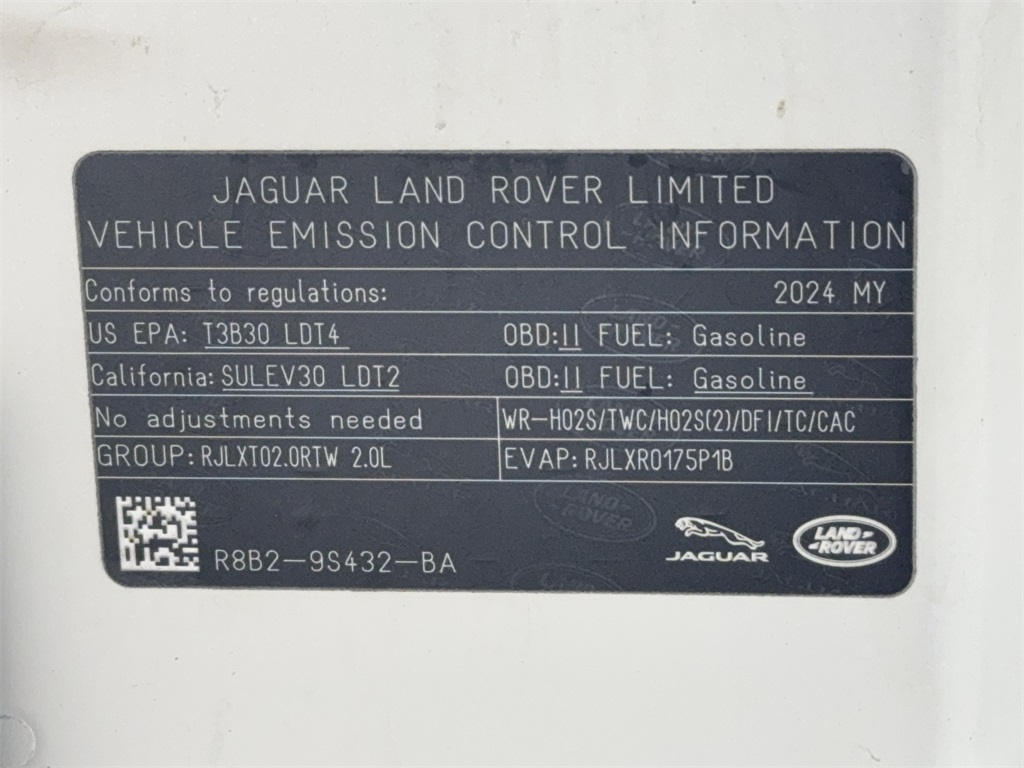 JAGUAR LAND ROVER LIMITED
VEHICLE EMISSION CONTROL INFORMATION
Conforms to regulations: 2024 MY
US EPA: T3B30 LDT4 OBD:II FUEL: Gasoline
California: SULEV30 LDT2 OBD:II FUEL: Gasoline
No adjustments needed WR-HO2S/TWC/HO2S(2)/DFI/TC/CAC
GROUP: RJLXT02.0RTW 2.0L EVAP: RJLXR0175P1B
R8B2-9S432-BA
JAGUAR
LAND-
-ROVER
LAND-
-ROVER